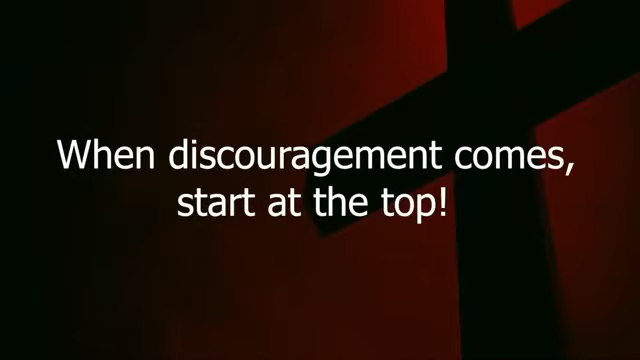 When discouragement comes,
start at the top!